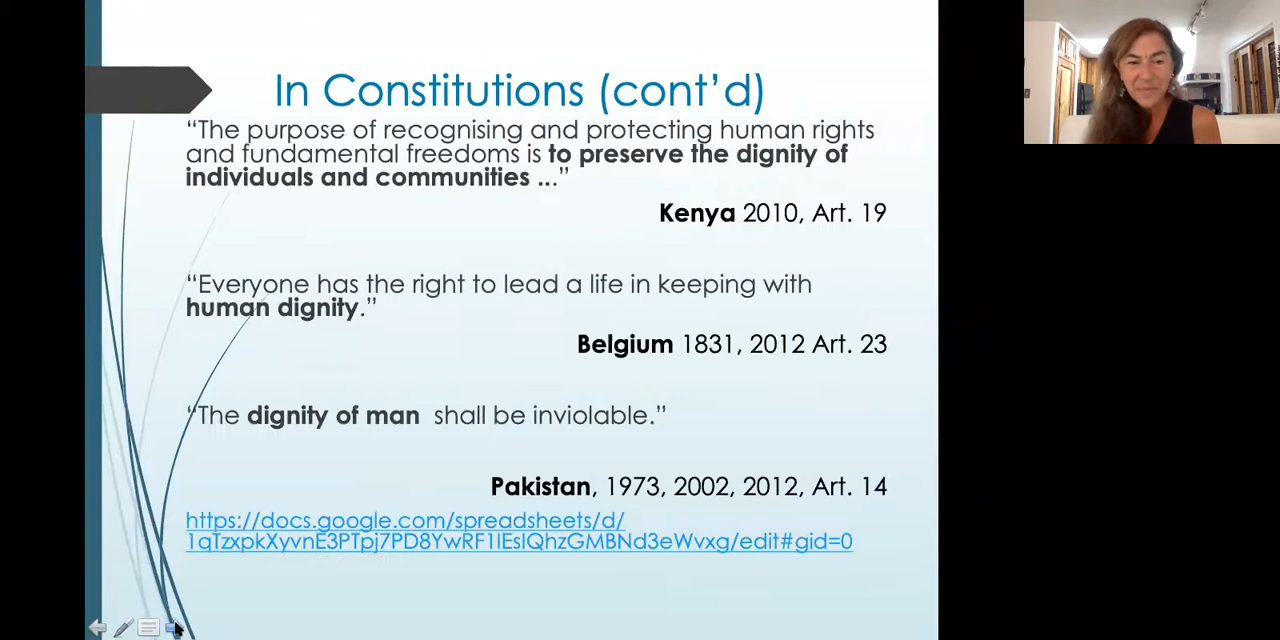 In Constitutions (cont’d)
“The purpose of recognising and protecting human rights
and fundamental freedoms is to preserve the dignity of
individuals and communities ...”
Kenya 2010, Art. 19
“Everyone has the right to lead a life in keeping with
human dignity.”
Belgium 1831, 2012 Art. 23
“The dignity of man shall be inviolable.”
Pakistan, 1973, 2002, 2012, Art. 14
https://docs.google.com/spreadsheets/d/
1qTzxpkXyvnE3PTpj7PD8YwRF1IEslQhzGMBNd3eWvxg/edit#gid=0